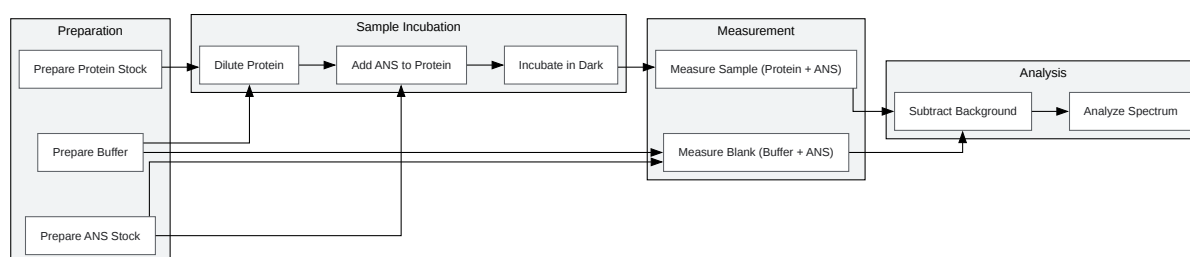 Preparation
Prepare Protein Stock
Prepare Buffer
Prepare ANS Stock
Sample Incubation
Dilute Protein
Add ANS to Protein
Incubate in Dark
Measurement
Measure Sample (Protein + ANS)
Measure Blank (Buffer + ANS)
Analysis
Subtract Background
Analyze Spectrum